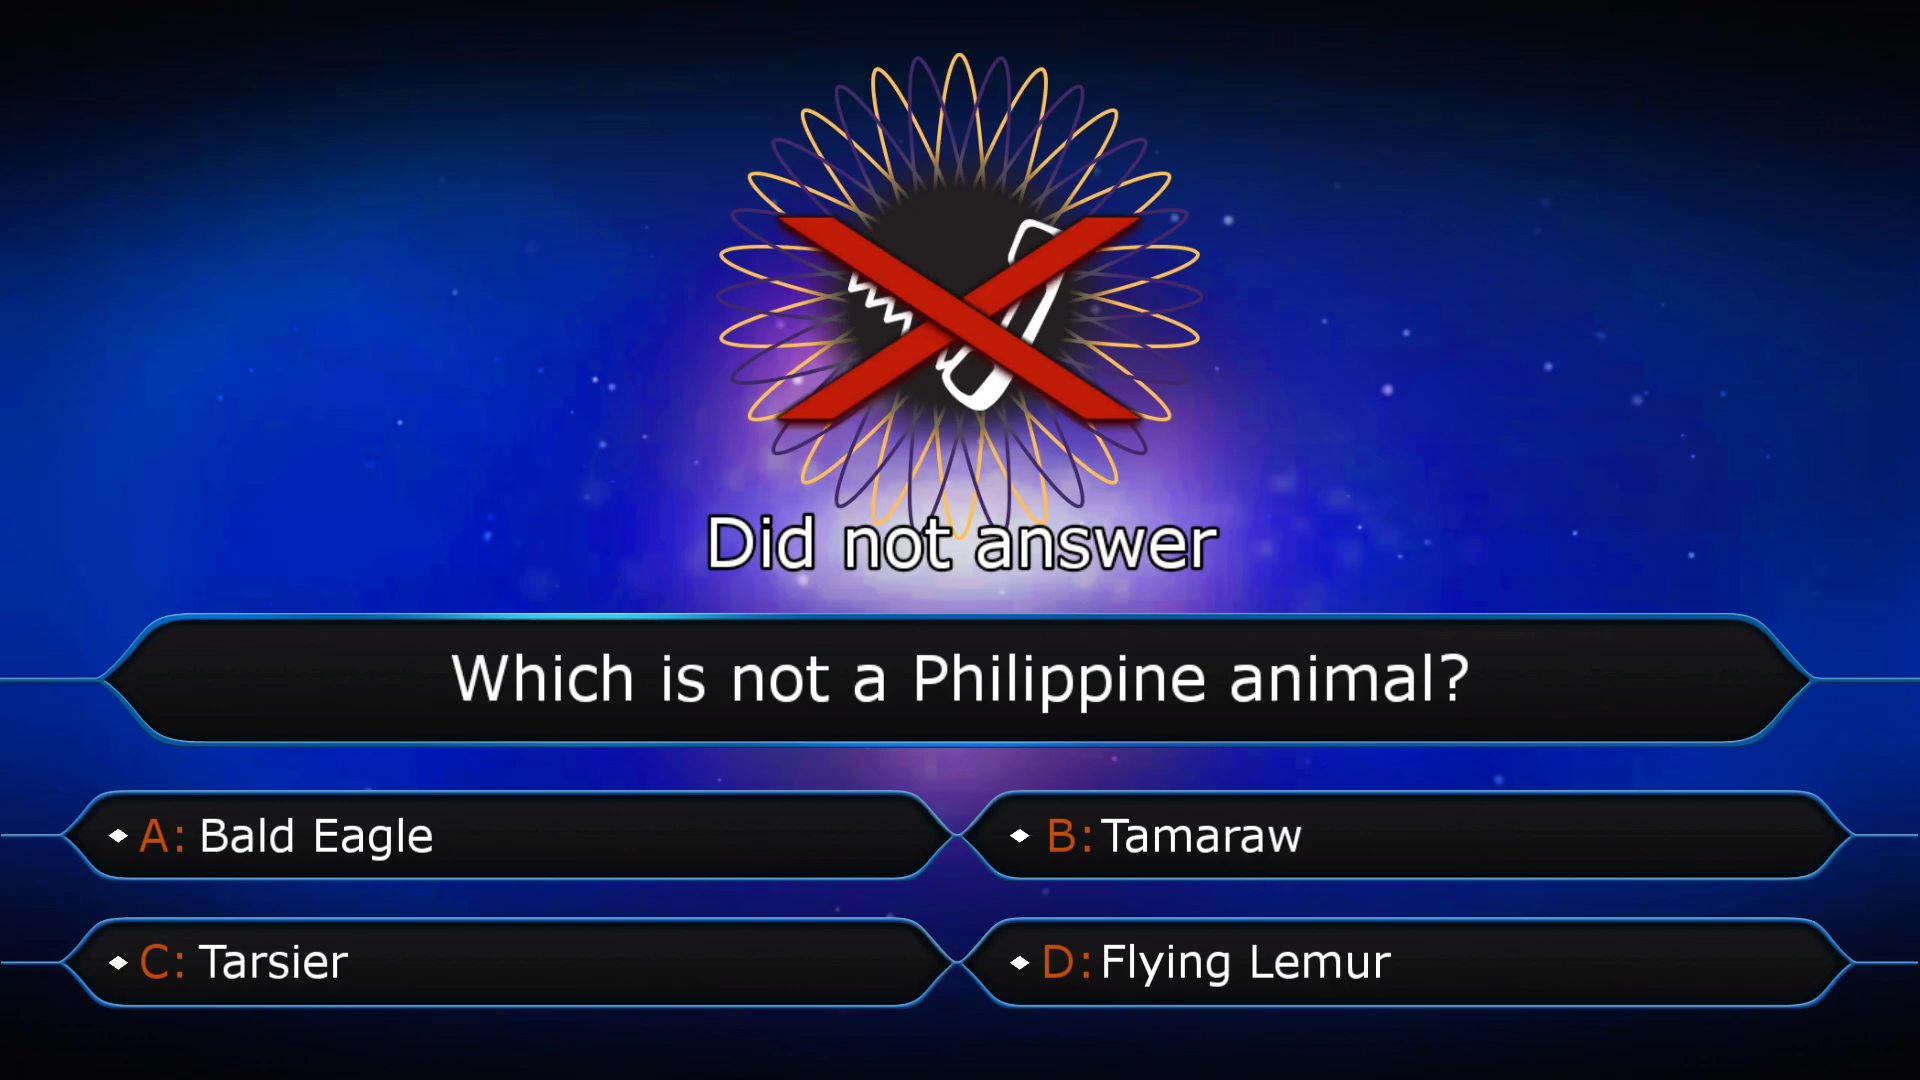 Did not answer
Which is not a Philippine animal?
A: Bald Eagle
B: Tamaraw
C: Tarsier
D: Flying Lemur